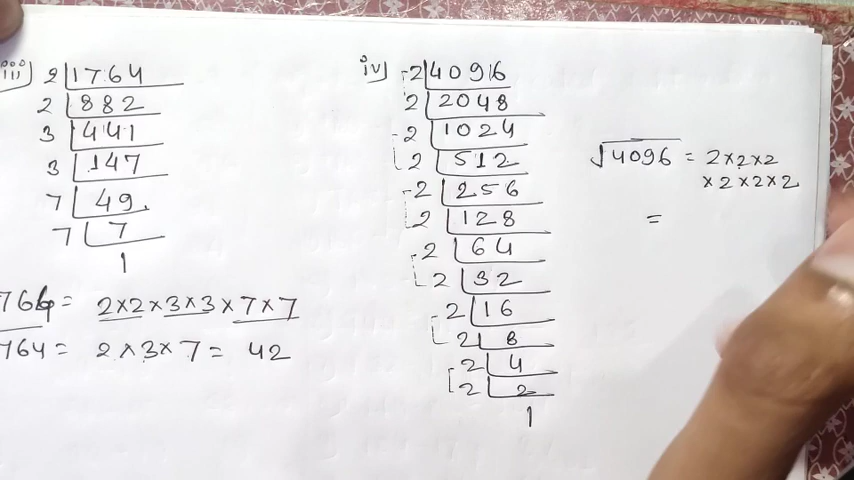 iii) 2 | 1764
2 | 882
3 | 441
3 | 147
7 | 49
7 | 7
1
764 = 2×2×3×3×7×7
764 = 2×3×7 = 42
iv) 2 | 4096
2 | 2048
2 | 1024
2 | 512
2 | 256
2 | 128
2 | 64
2 | 32
2 | 16
2 | 8
2 | 4
2 | 2
1
√4096 = 2×2×2
×2×2×2
=